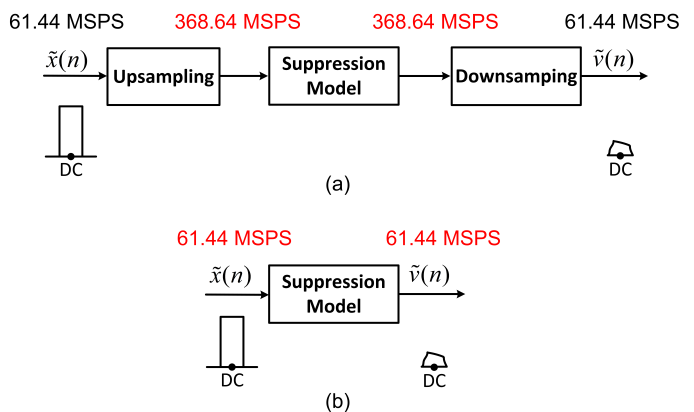 61.44 MSPS 368.64 MSPS 368.64 MSPS 61.44 MSPS
x̃(n) Upsampling Suppression Model Downsamping ṽ(n)
DC DC
(a)
61.44 MSPS 61.44 MSPS
x̃(n) Suppression Model ṽ(n)
DC DC
(b)